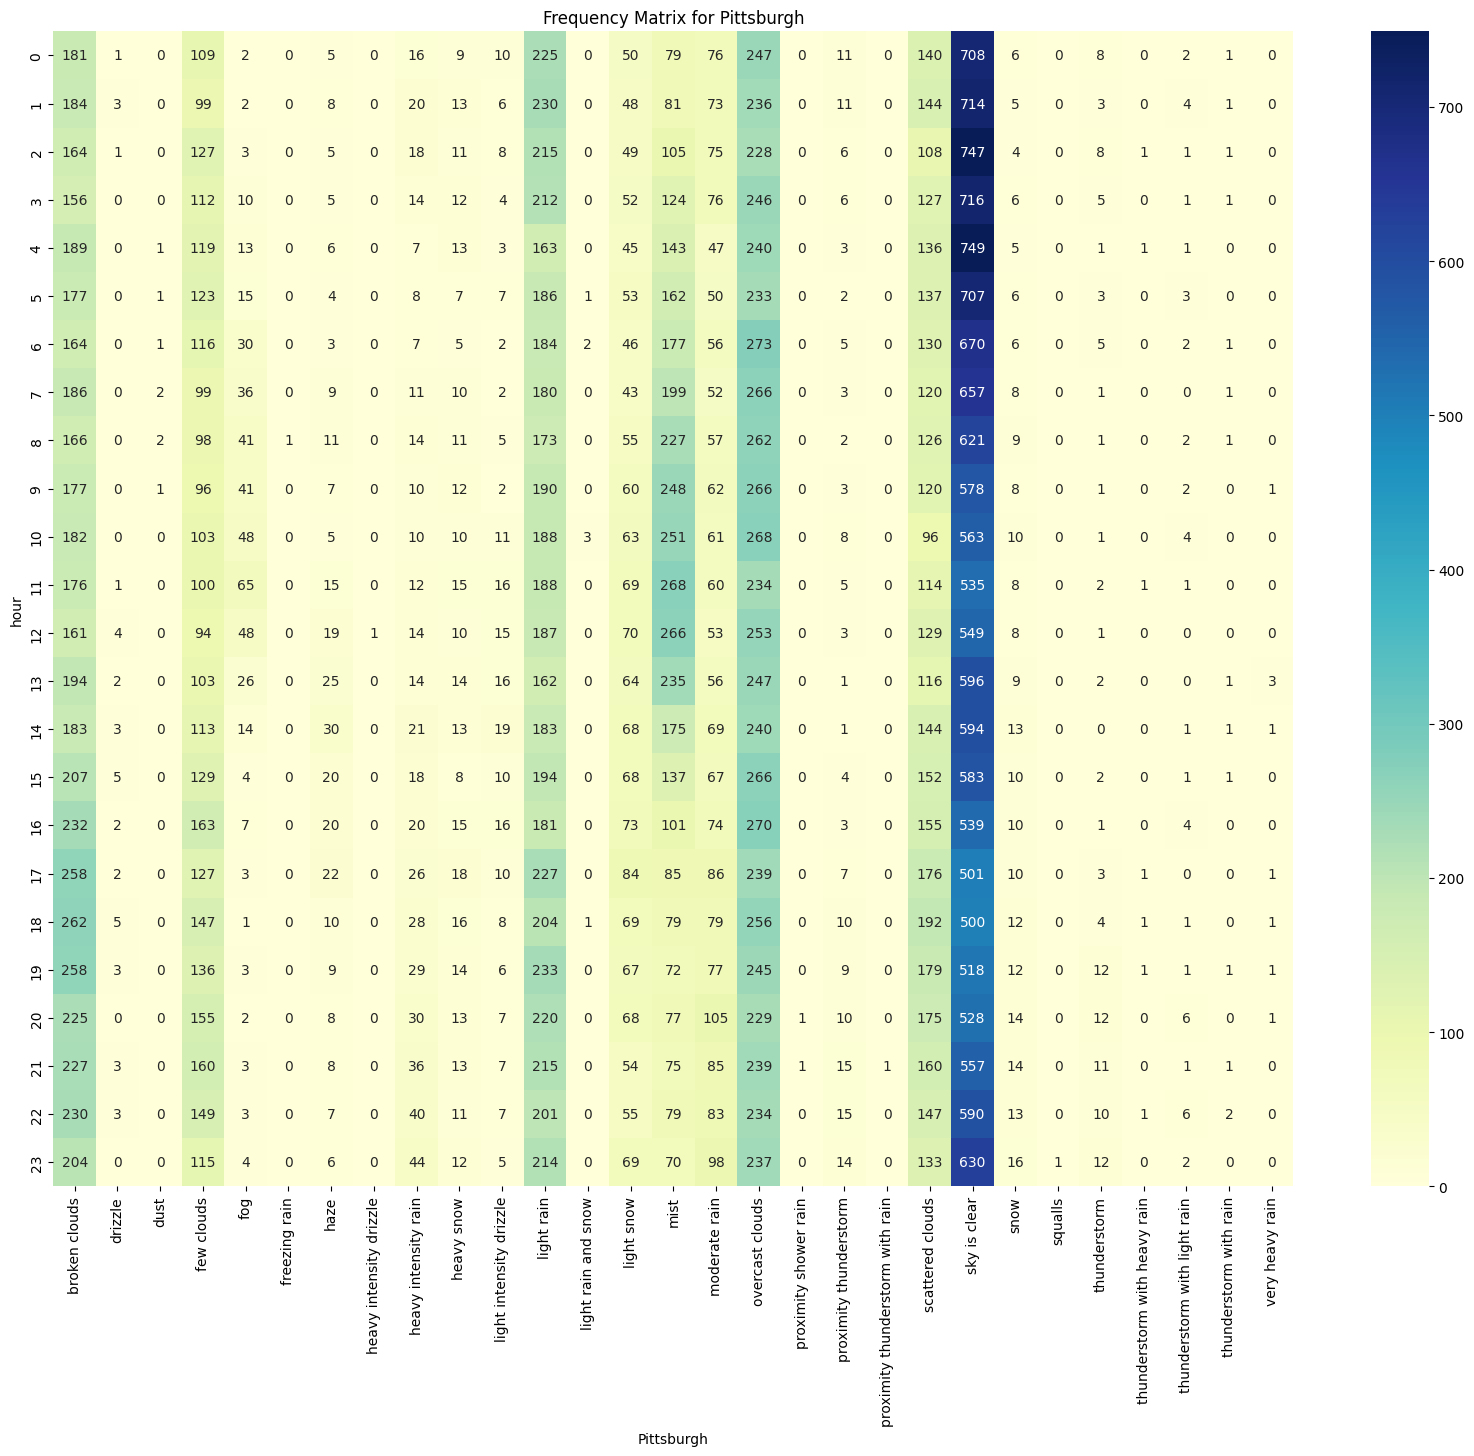 Frequency Matrix for Pittsburgh
0 181 1 0 109 2 0 5 0 16 9 10 225 0 50 79 76 247 0 11 0 140 708 6 0 8 0 2 1 0
1 184 3 0 99 2 0 8 0 20 13 6 230 0 48 81 73 236 0 11 0 144 714 5 0 3 0 4 1 0
2 164 1 0 127 3 0 5 0 18 11 8 215 0 49 105 75 228 0 6 0 108 747 4 0 8 1 1 1 0
3 156 0 0 112 10 0 5 0 14 12 4 212 0 52 124 76 246 0 6 0 127 716 6 0 5 0 1 1 0
4 189 0 1 119 13 0 6 0 7 13 3 163 0 45 143 47 240 0 3 0 136 749 5 0 1 1 1 0 0
5 177 0 1 123 15 0 4 0 8 7 7 186 1 53 162 50 233 0 2 0 137 707 6 0 3 0 3 0 0
6 164 0 1 116 30 0 3 0 7 5 2 184 2 46 177 56 273 0 5 0 130 670 6 0 5 0 2 1 0
7 186 0 2 99 36 0 9 0 11 10 2 180 0 43 199 52 266 0 3 0 120 657 8 0 1 0 0 1 0
8 166 0 2 98 41 1 11 0 14 11 5 173 0 55 227 57 262 0 2 0 126 621 9 0 1 0 2 1 0
9 177 0 1 96 41 0 7 0 10 12 2 190 0 60 248 62 266 0 3 0 120 578 8 0 1 0 2 0 1
10 182 0 0 103 48 0 5 0 10 10 11 188 3 63 251 61 268 0 8 0 96 563 10 0 1 0 4 0 0
11 176 1 0 100 65 0 15 0 12 15 16 188 0 69 268 60 234 0 5 0 114 535 8 0 2 1 1 0 0
12 161 4 0 94 48 0 19 1 14 10 15 187 0 70 266 53 253 0 3 0 129 549 8 0 1 0 0 0 0
13 194 2 0 103 26 0 25 0 14 14 16 162 0 64 235 56 247 0 1 0 116 596 9 0 2 0 0 1 3
14 183 3 0 113 14 0 30 0 21 13 19 183 0 68 175 69 240 0 1 0 144 594 13 0 0 0 1 1 1
15 207 5 0 129 4 0 20 0 18 8 10 194 0 68 137 67 266 0 4 0 152 583 10 0 2 0 1 1 0
16 232 2 0 163 7 0 20 0 20 15 16 181 0 73 101 74 270 0 3 0 155 539 10 0 1 0 4 0 0
17 258 2 0 127 3 0 22 0 26 18 10 227 0 84 85 86 239 0 7 0 176 501 10 0 3 1 0 0 1
18 262 5 0 147 1 0 10 0 28 16 8 204 1 69 79 79 256 0 10 0 192 500 12 0 4 1 1 0 1
19 258 3 0 136 3 0 9 0 29 14 6 233 0 67 72 77 245 0 9 0 179 518 12 0 12 1 1 1 1
20 225 0 0 155 2 0 8 0 30 13 7 220 0 68 77 105 229 1 10 0 175 528 14 0 12 0 6 0 1
21 227 3 0 160 3 0 8 0 36 13 7 215 0 54 75 85 239 1 15 1 160 557 14 0 11 0 1 1 0
22 230 3 0 149 3 0 7 0 40 11 7 201 0 55 79 83 234 0 15 0 147 590 13 0 10 1 6 2 0
23 204 0 0 115 4 0 6 0 44 12 5 214 0 69 70 98 237 0 14 0 133 630 16 1 12 0 2 0 0
hour
broken clouds
drizzle
dust
few clouds
fog
freezing rain
haze
heavy intensity drizzle
heavy intensity rain
heavy snow
light intensity drizzle
light rain
light rain and snow
light snow
mist
moderate rain
overcast clouds
proximity shower rain
proximity thunderstorm
proximity thunderstorm with rain
scattered clouds
sky is clear
snow
squalls
thunderstorm
thunderstorm with heavy rain
thunderstorm with light rain
thunderstorm with rain
very heavy rain
Pittsburgh
700
600
500
400
300
200
100
0